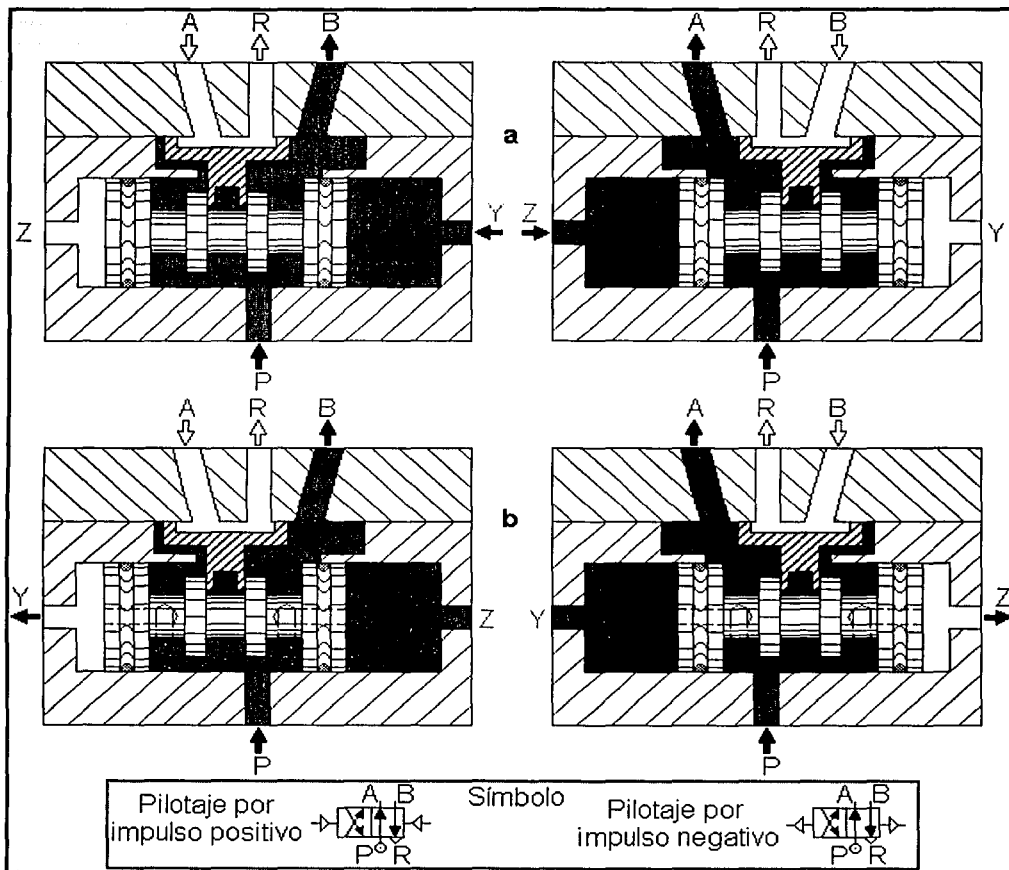 A R B A R B
a
Z Y Z Y
P P
A R B A R B
b
Y Z Y Z
P P
Símbolo
Pilotaje por
impulso positivo
A B
P R
Pilotaje por
impulso negativo
A B
P R